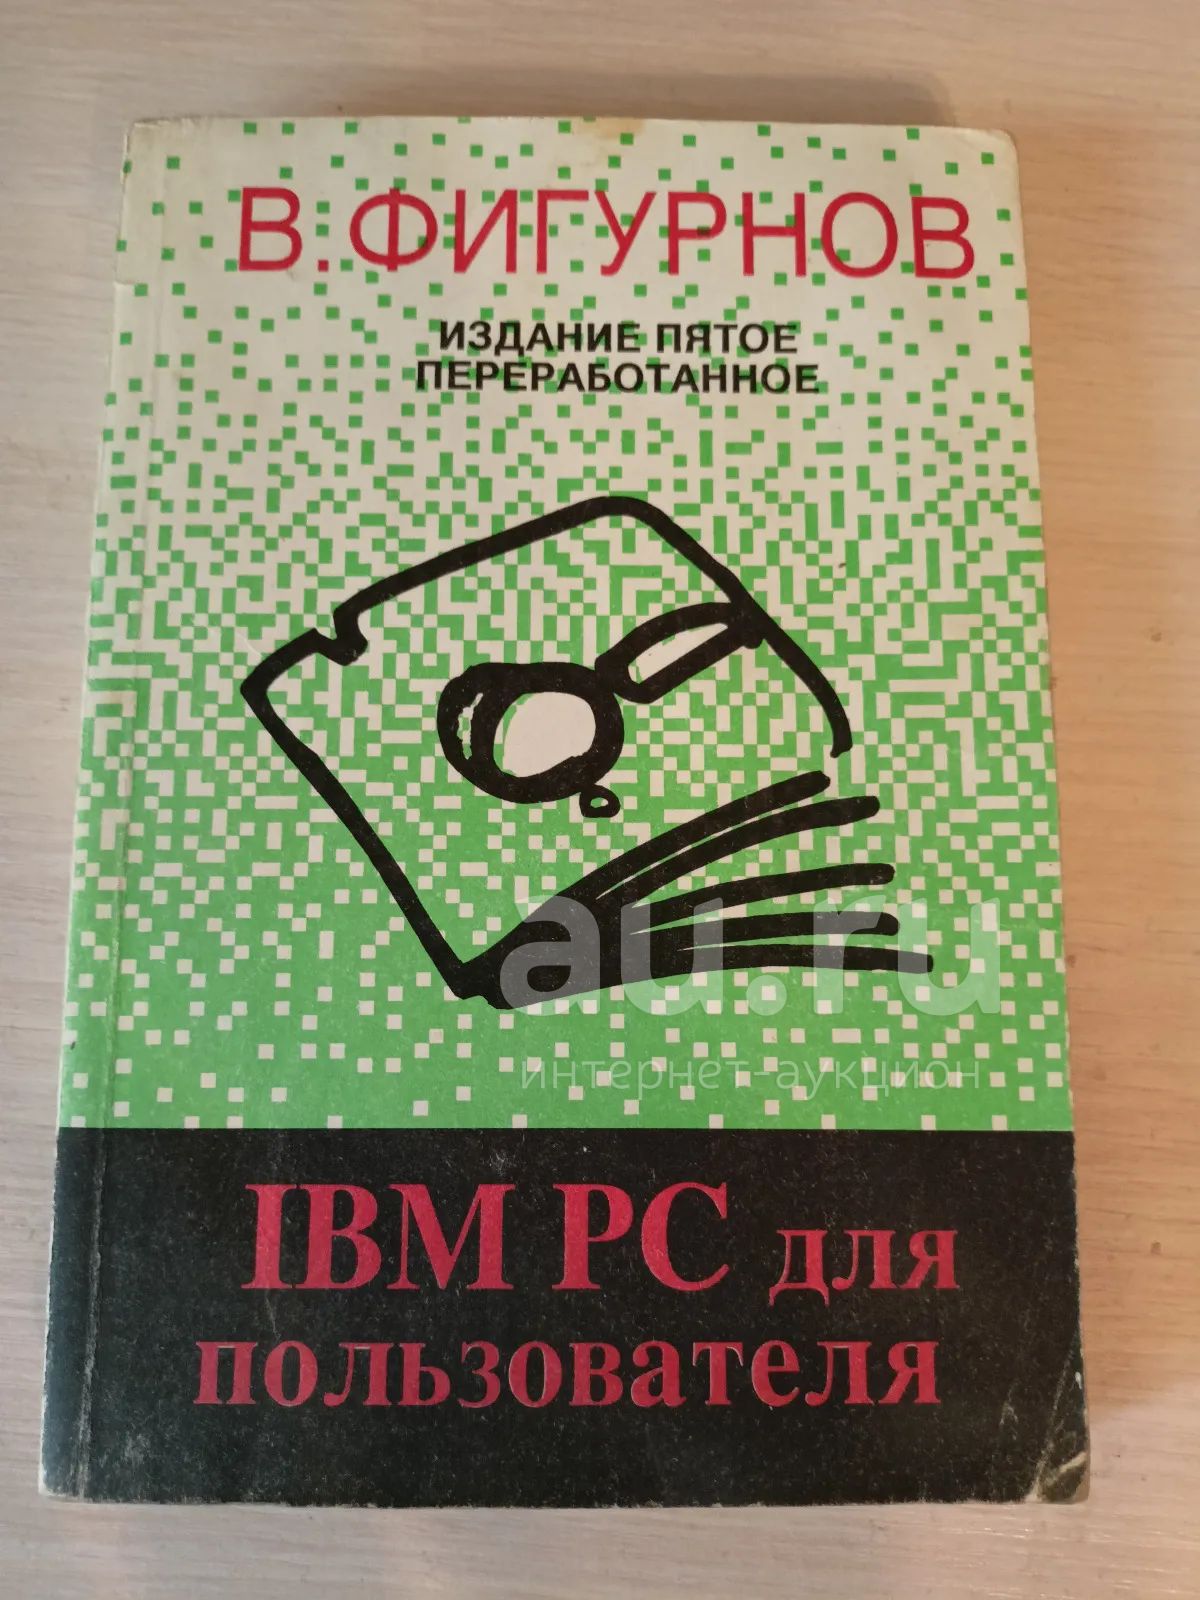 В. ФИГУРНОВ
ИЗДАНИЕ ПЯТОЕ
ПЕРЕРАБОТАННОЕ
au.ru
интернет-аукцион
IBM PC для
пользователя